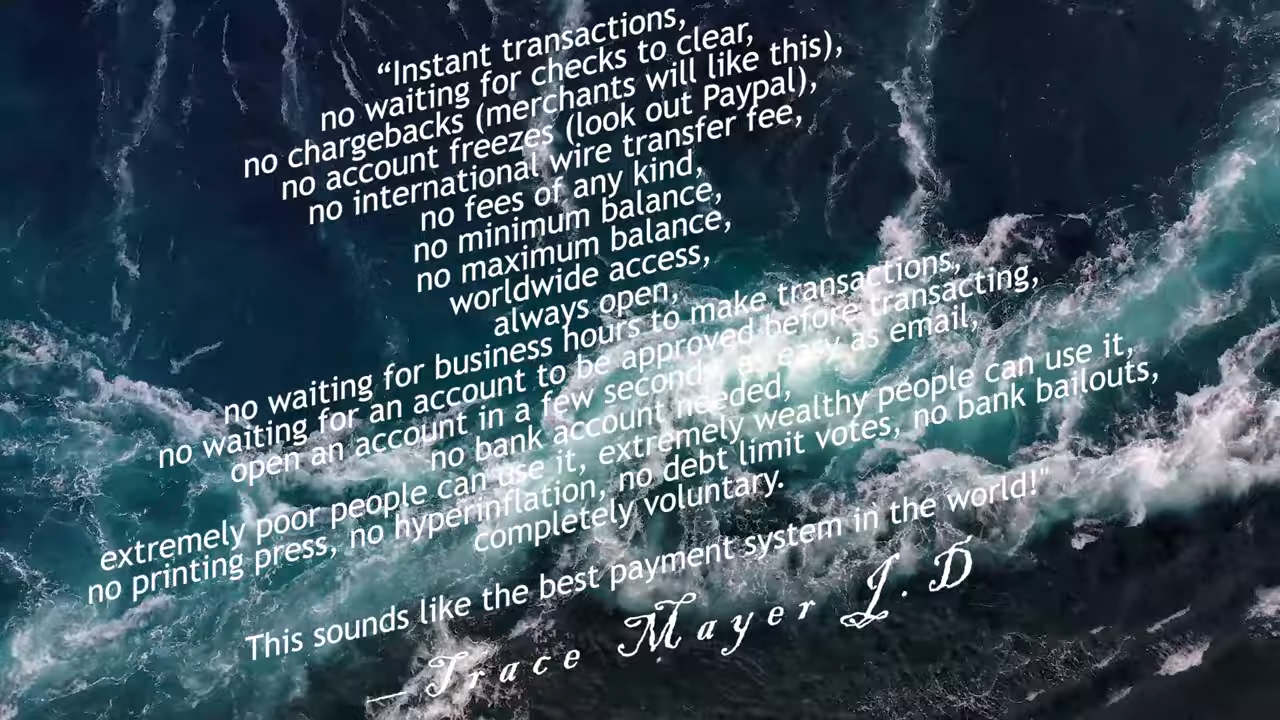 “Instant transactions,
no waiting for checks to clear,
no chargebacks (merchants will like this),
no account freezes (look out Paypal),
no international wire transfer fee,
no fees of any kind,
no minimum balance,
no maximum balance,
worldwide access,
always open,
no waiting for business hours to make transactions,
no waiting for an account to be approved before transacting,
open an account in a few seconds, as easy as email,
no bank account needed,
extremely poor people can use it, extremely wealthy people can use it,
no printing press, no hyperinflation, no debt limit votes, no bank bailouts,
completely voluntary.
This sounds like the best payment system in the world!"
—Trace Mayer J.D